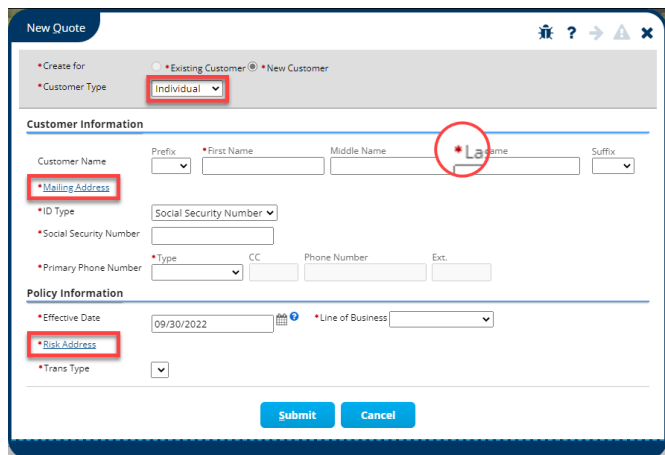 New Quote
? 
*Create for *Existing Customer *New Customer
*Customer Type Individual
Customer Information
Prefix *First Name Middle Name *La ame Suffix
Customer Name
*Mailing Address
*ID Type Social Security Number
*Social Security Number
*Type CC Phone Number Ext.
*Primary Phone Number
Policy Information
*Effective Date 09/30/2022 ? *Line of Business
*Risk Address
*Trans Type
Submit Cancel